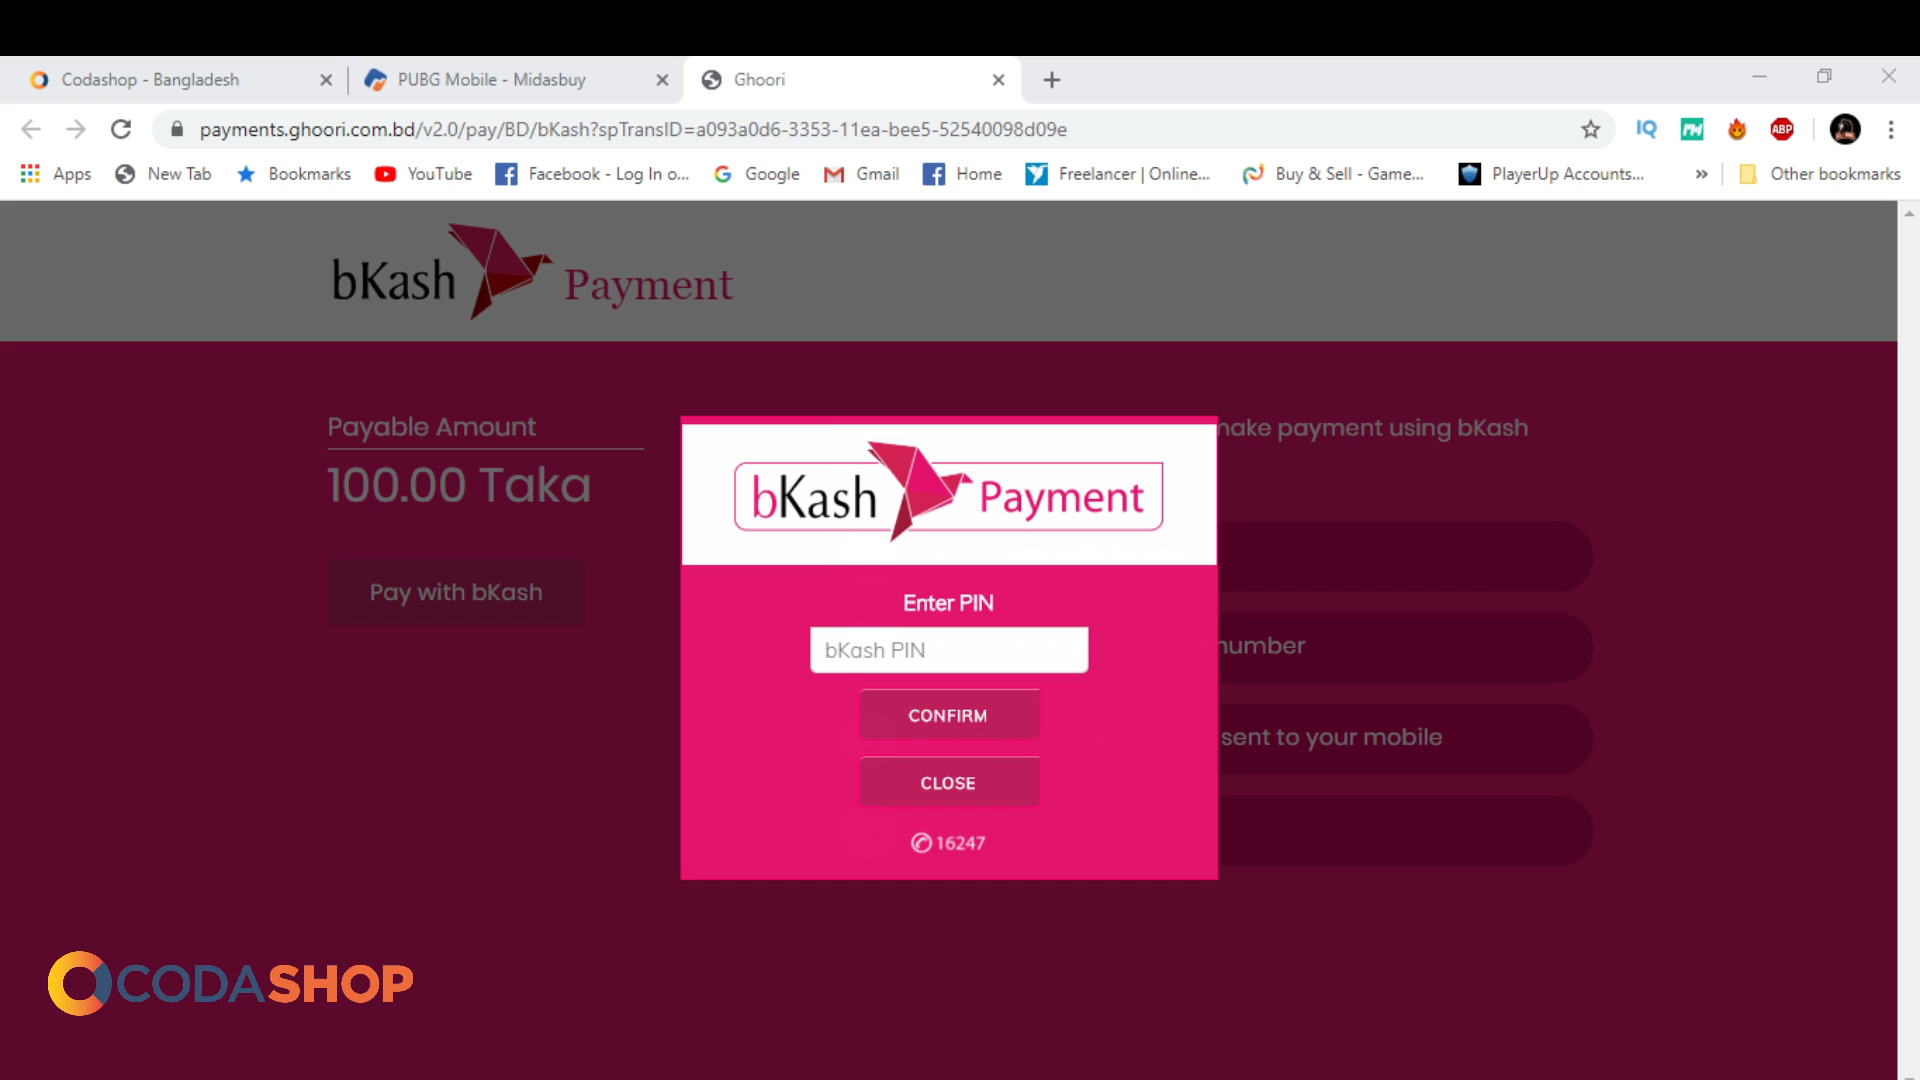 Codashop - Bangladesh
PUBG Mobile - Midasbuy
Ghoori
payments.ghoori.com.bd/v2.0/pay/BD/bKash?spTransID=a093a0d6-3353-11ea-bee5-52540098d09e
IQ
ABP
Apps
New Tab
Bookmarks
YouTube
Facebook - Log In o...
Google
Gmail
Home
Freelancer | Online...
Buy & Sell - Game...
PlayerUp Accounts...
»
Other bookmarks
bKash Payment
Payable Amount
100.00 Taka
Pay with bKash
make payment using bKash
number
sent to your mobile
bKash Payment
Enter PIN
bKash PIN
CONFIRM
CLOSE
16247
CODASHOP